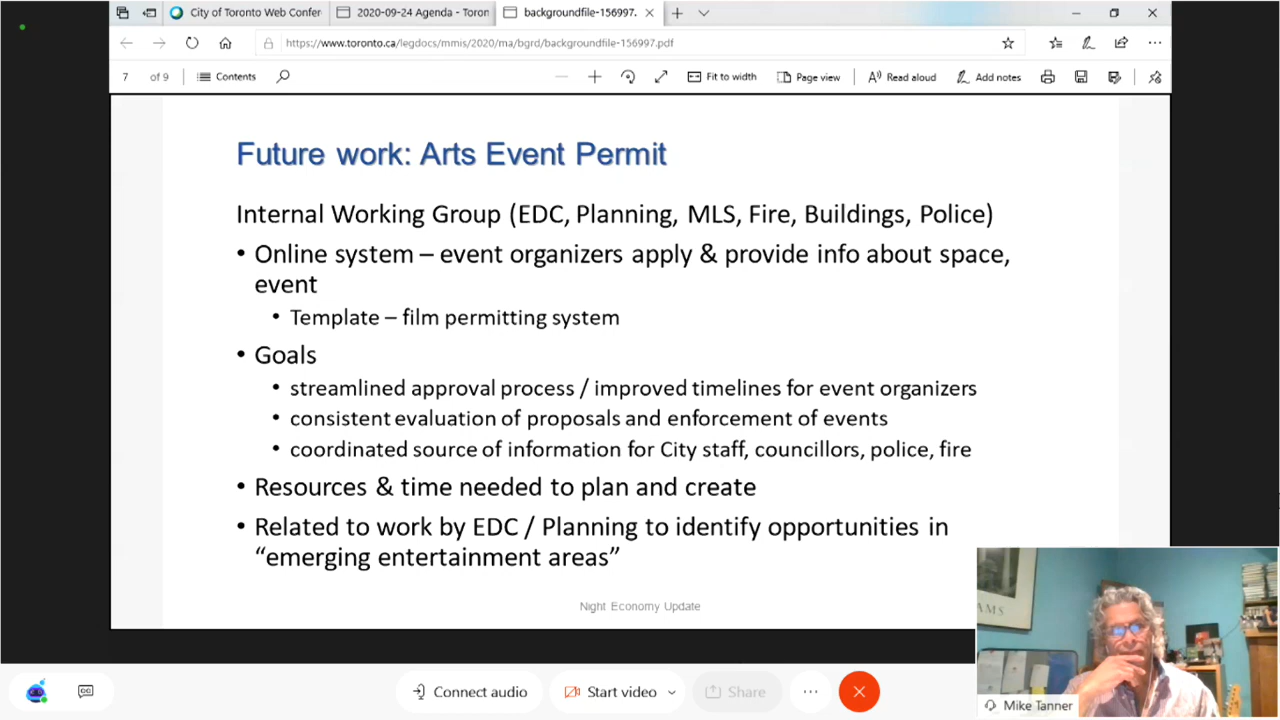 City of Toronto Web Confer
2020-09-24 Agenda - Toron
backgroundfile-156997.
https://www.toronto.ca/legdocs/mmis/2020/ma/bgrd/backgroundfile-156997.pdf
7 of 9
Contents
Fit to width
Page view
Read aloud
Add notes
Future work: Arts Event Permit
Internal Working Group (EDC, Planning, MLS, Fire, Buildings, Police)
• Online system – event organizers apply & provide info about space,
event
• Template – film permitting system
• Goals
• streamlined approval process / improved timelines for event organizers
• consistent evaluation of proposals and enforcement of events
• coordinated source of information for City staff, councillors, police, fire
• Resources & time needed to plan and create
• Related to work by EDC / Planning to identify opportunities in
“emerging entertainment areas”
Night Economy Update
AMS
Mike Tanner
CC
Connect audio
Start video
Share